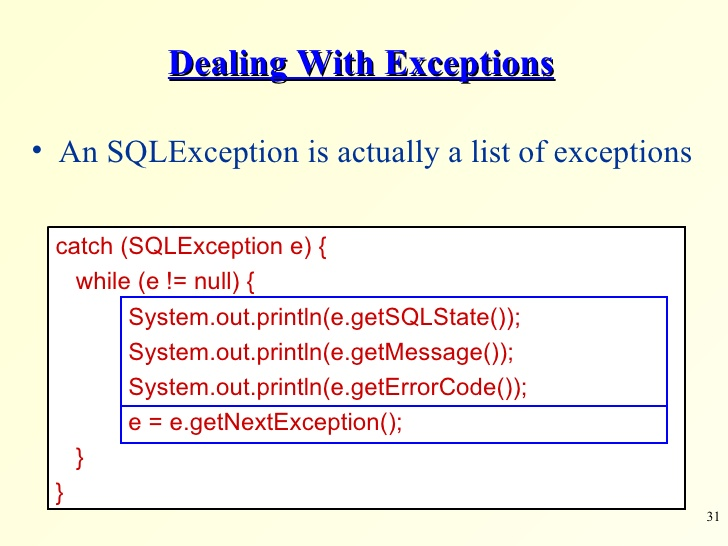 Dealing With Exceptions
• An SQLException is actually a list of exceptions
catch (SQLException e) {
while (e != null) {
System.out.println(e.getSQLState());
System.out.println(e.getMessage());
System.out.println(e.getErrorCode());
e = e.getNextException();
}
}
31